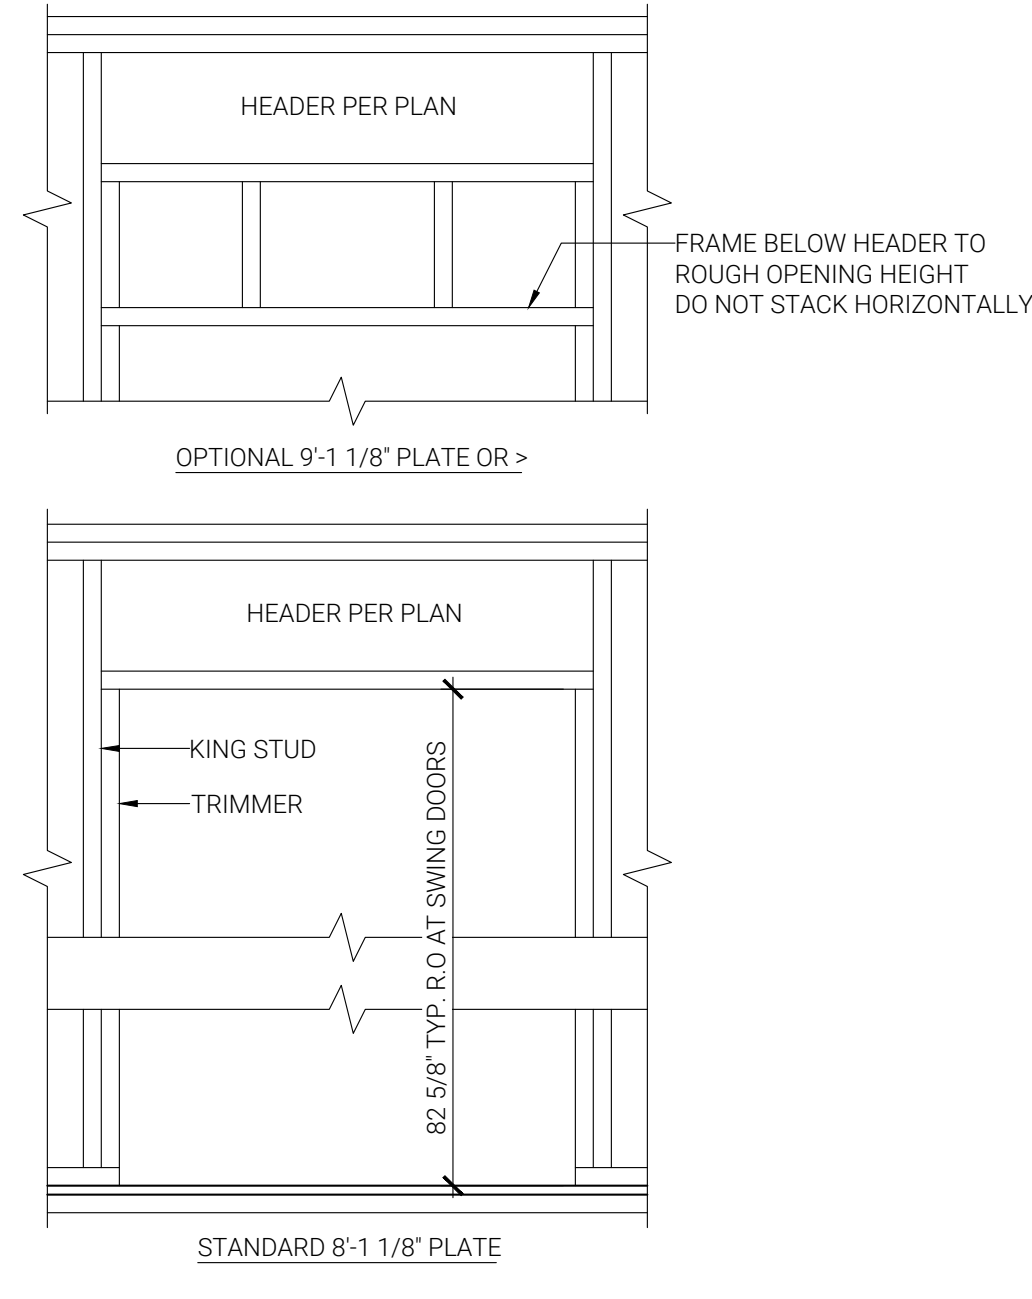 HEADER PER PLAN
FRAME BELOW HEADER TO
ROUGH OPENING HEIGHT
DO NOT STACK HORIZONTALLY
OPTIONAL 9'-1 1/8" PLATE OR >
HEADER PER PLAN
KING STUD
TRIMMER
82 5/8" TYP. R.O AT SWING DOORS
STANDARD 8'-1 1/8" PLATE